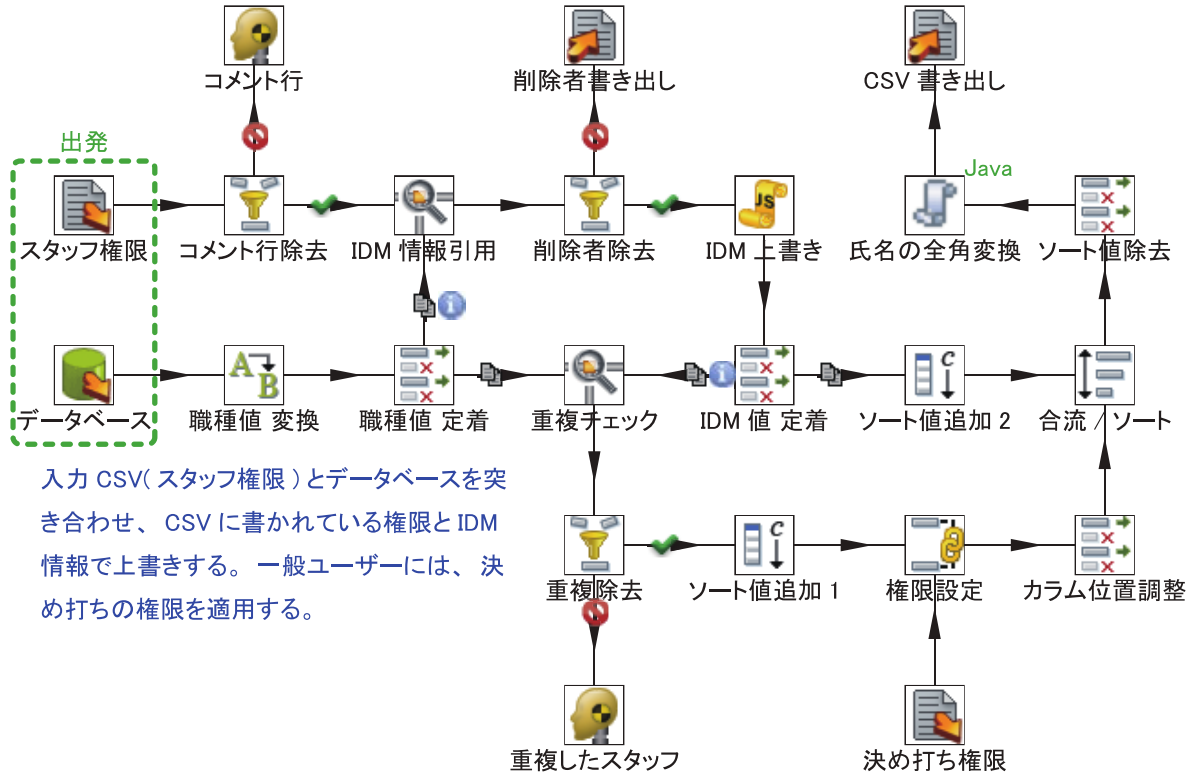 コメント行
削除者書き出し
CSV 書き出し
出発
Java
JS
スタッフ権限
コメント行除去
IDM 情報引用
削除者除去
IDM 上書き
氏名の全角変換
ソート値除去
A
B
C
データベース
職種値 変換
職種値 定着
重複チェック
IDM 値 定着
ソート値追加 2
合流 / ソート
入力 CSV( スタッフ権限 ) とデータベースを突
き合わせ、 CSV に書かれている権限と IDM
情報で上書きする。 一般ユーザーには、 決
め打ちの権限を適用する。
C
重複除去
ソート値追加 1
権限設定
カラム位置調整
重複したスタッフ
決め打ち権限